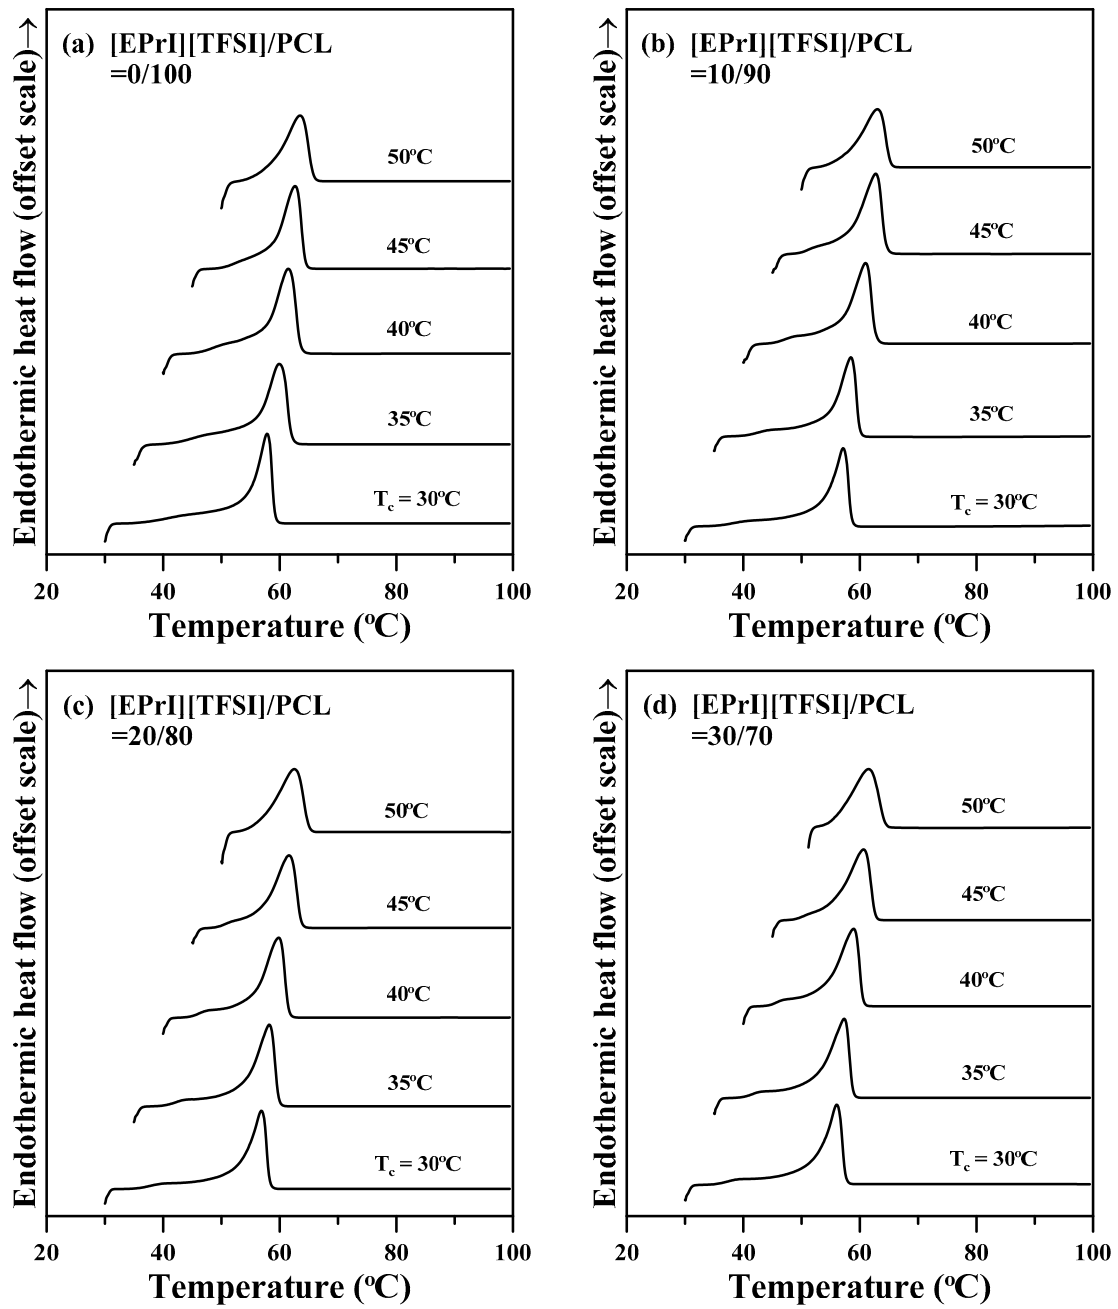 Endothermic heat flow (offset scale)→
(a) [EPrI][TFSI]/PCL
=0/100
50ºC
45ºC
40ºC
35ºC
Tc = 30ºC
20 40 60 80 100
Temperature (ºC)
Endothermic heat flow (offset scale)→
(b) [EPrI][TFSI]/PCL
=10/90
50ºC
45ºC
40ºC
35ºC
Tc = 30ºC
20 40 60 80 100
Temperature (ºC)
Endothermic heat flow (offset scale)→
(c) [EPrI][TFSI]/PCL
=20/80
50ºC
45ºC
40ºC
35ºC
Tc = 30ºC
20 40 60 80 100
Temperature (ºC)
Endothermic heat flow (offset scale)→
(d) [EPrI][TFSI]/PCL
=30/70
50ºC
45ºC
40ºC
35ºC
Tc = 30ºC
20 40 60 80 100
Temperature (ºC)